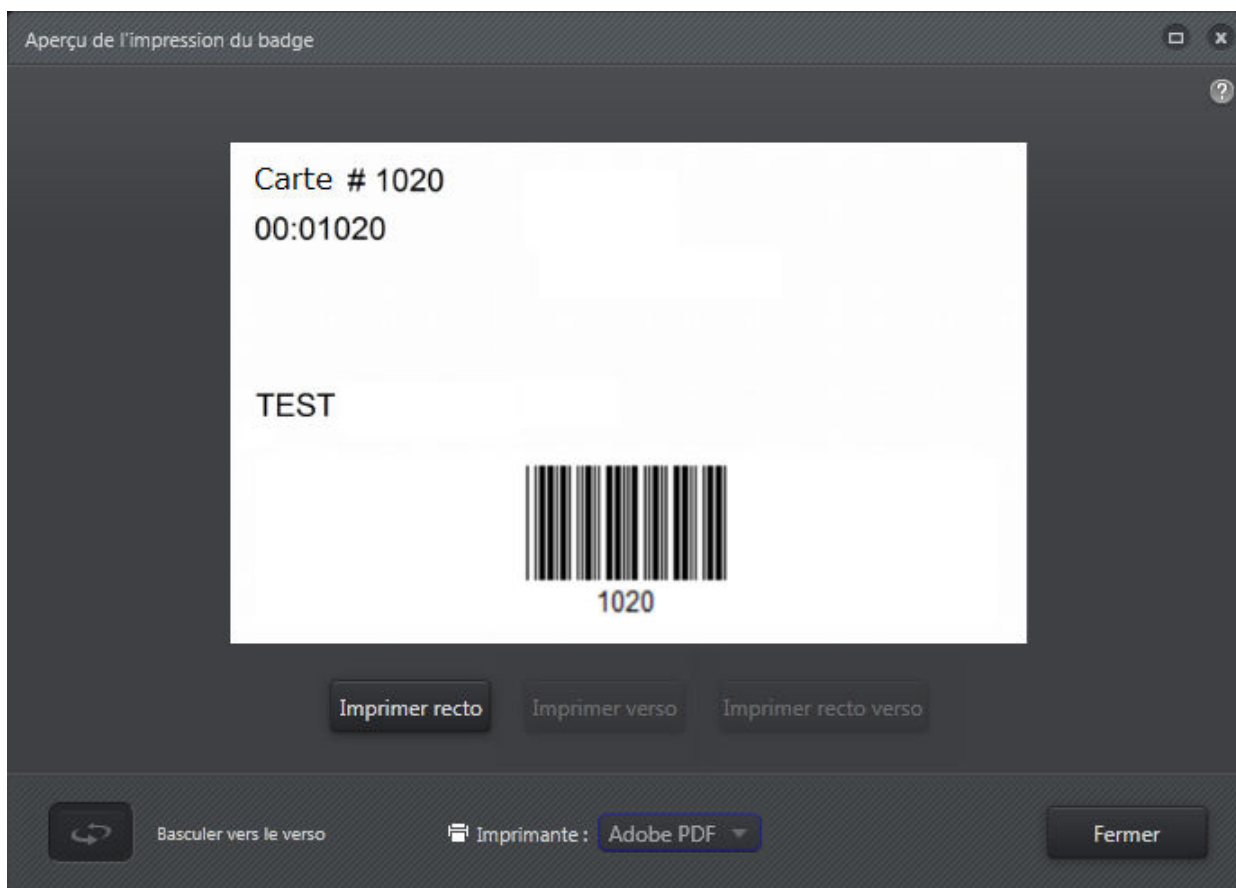 Aperçu de l'impression du badge
Carte # 1020
00:01020
TEST
1020
Imprimer recto
Imprimer verso
Imprimer recto verso
Basculer vers le verso
Imprimante :
Adobe PDF
Fermer